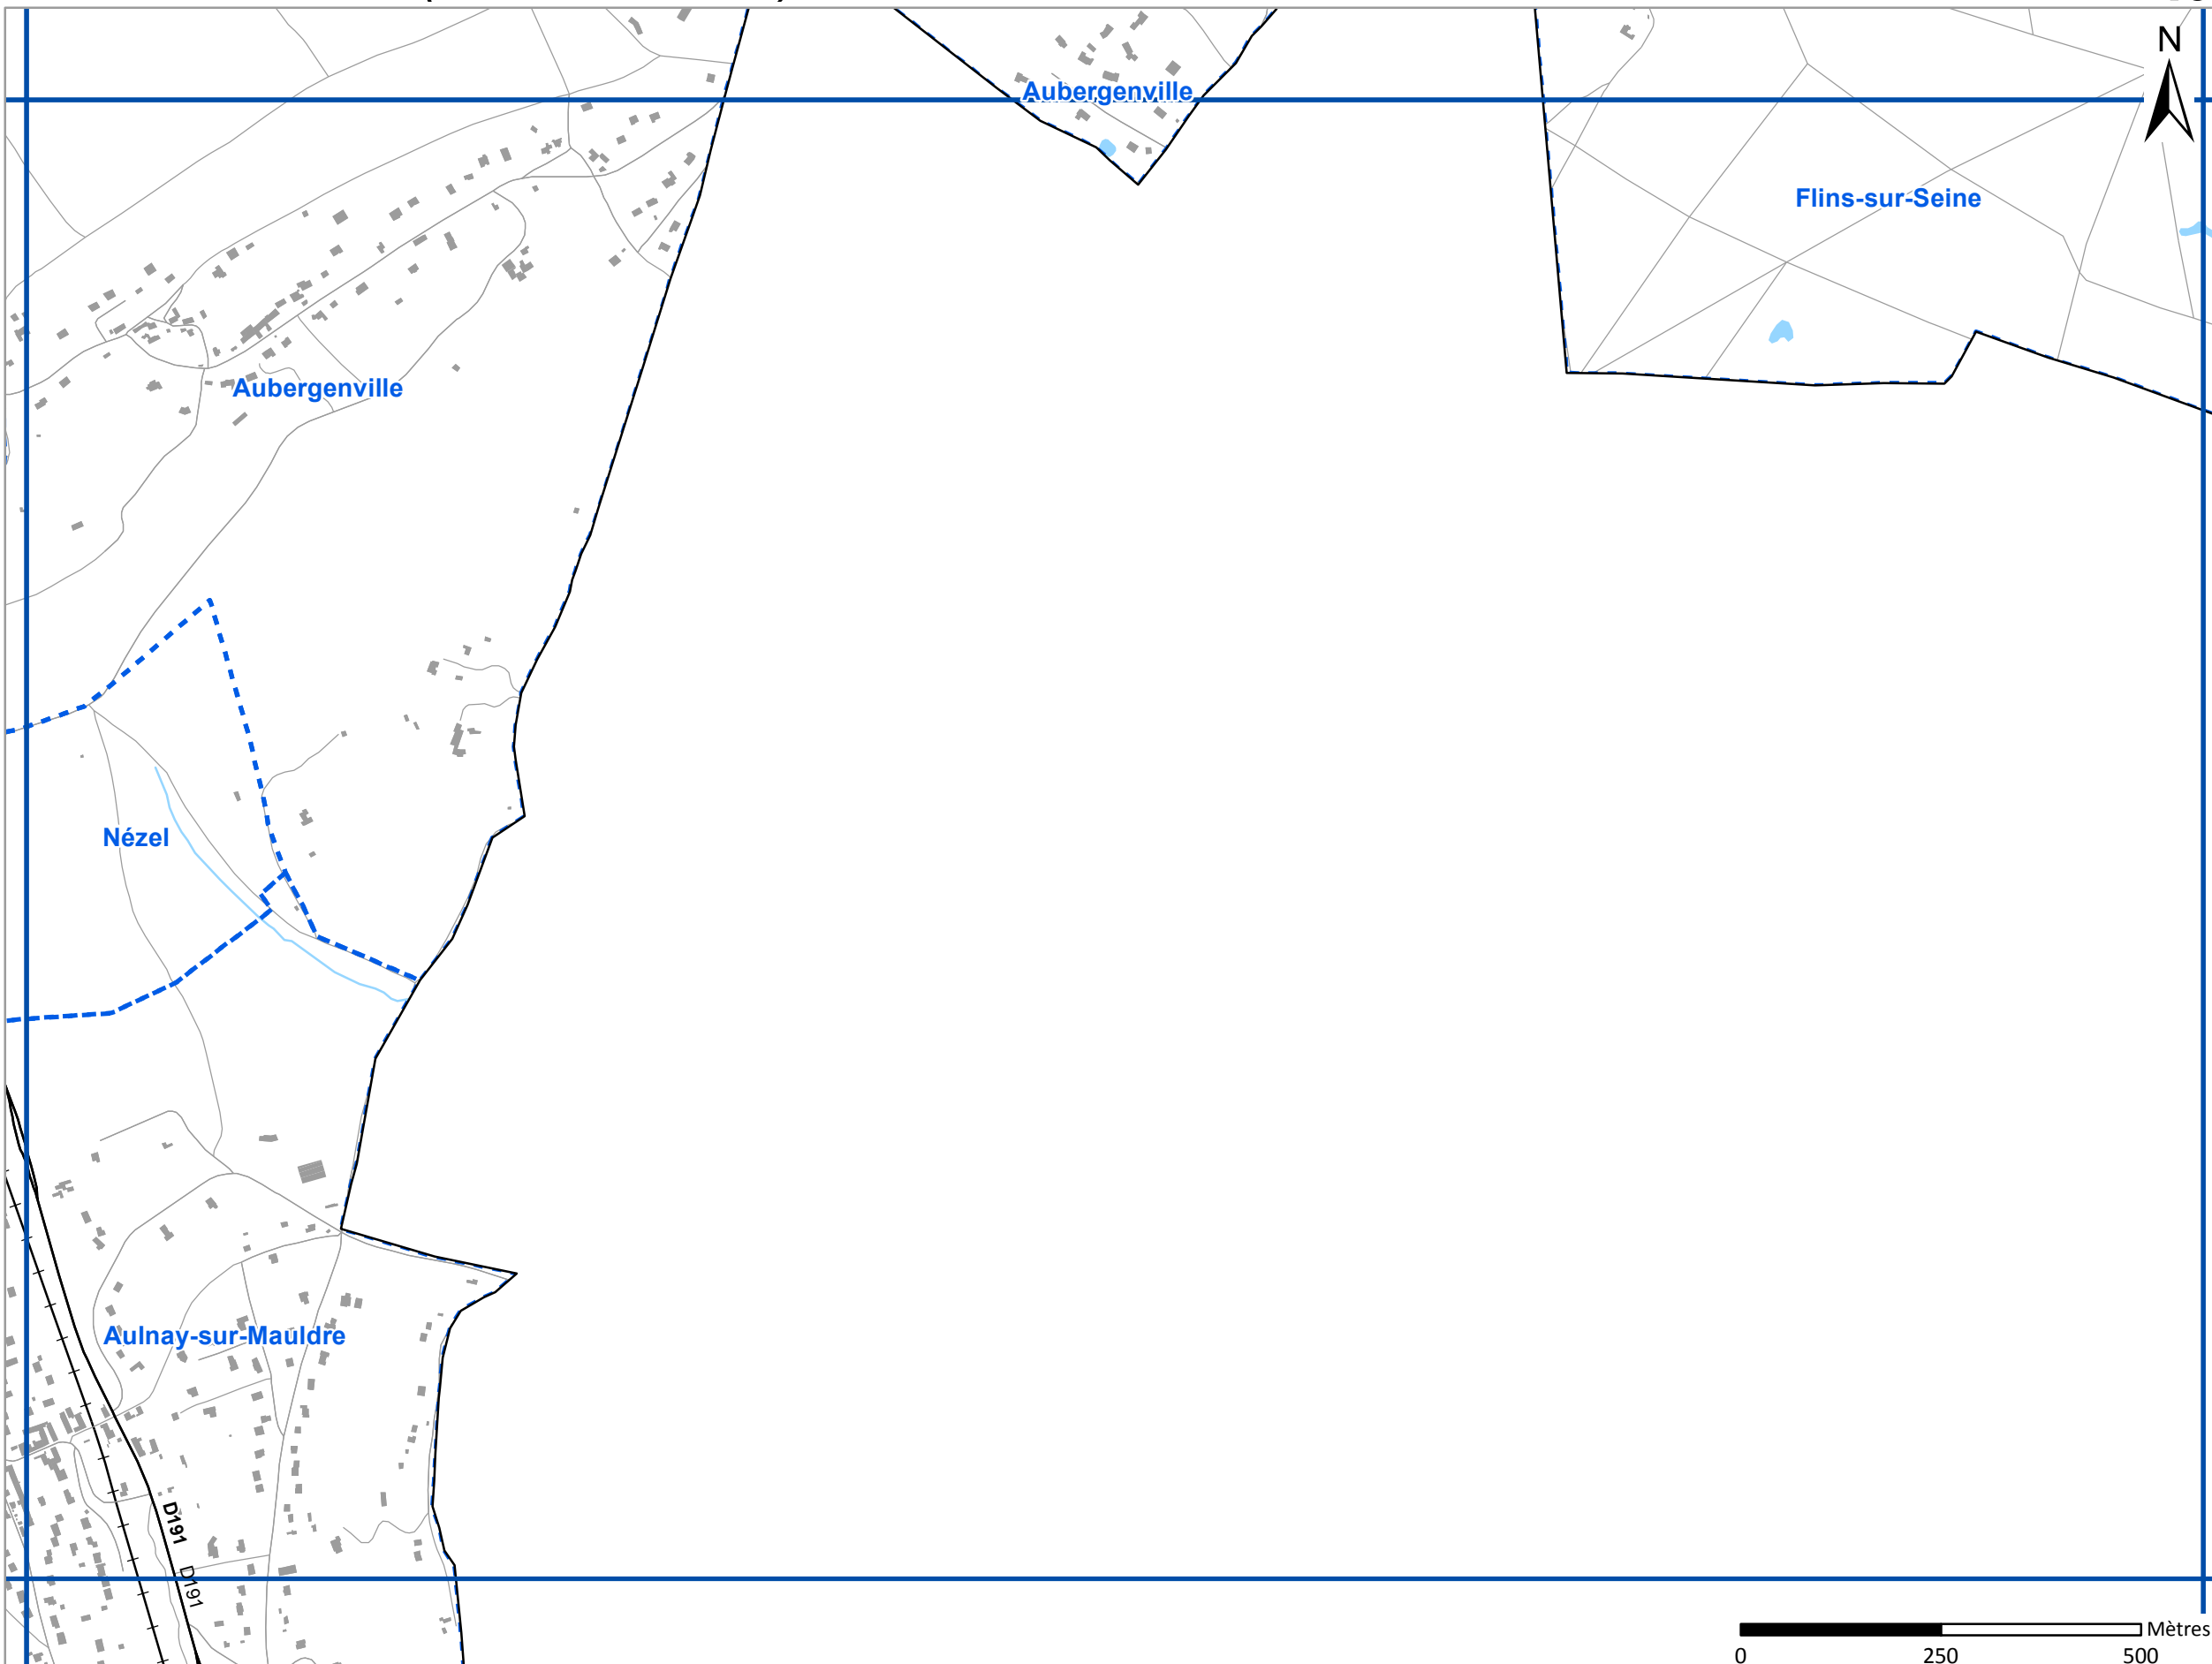 N
Aubergenville
Flins-sur-Seine
Aubergenville
Nézel
Aulnay-sur-Mauldre
D191
D191
Mètres
0 250 500